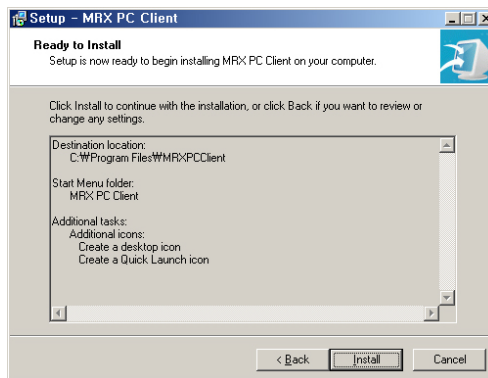 Setup - MRX PC Client
Ready to Install
Setup is now ready to begin installing MRX PC Client on your computer.
Click Install to continue with the installation, or click Back if you want to review or
change any settings.
Destination location:
C:₩Program Files₩MRXPCClient
Start Menu folder:
MRX PC Client
Additional tasks:
Additional icons:
Create a desktop icon
Create a Quick Launch icon
< Back
Install
Cancel